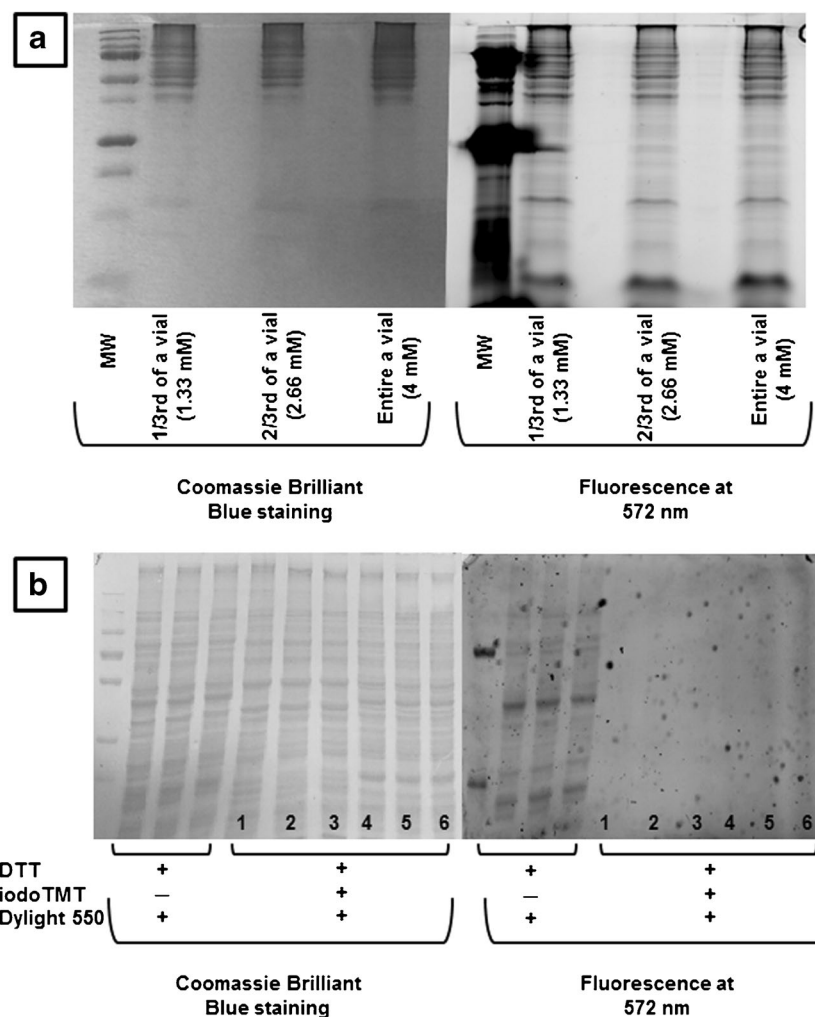 a
MW
1/3rd of a vial
(1.33 mM)
2/3rd of a vial
(2.66 mM)
Entire a vial
(4 mM)
MW
1/3rd of a vial
(1.33 mM)
2/3rd of a vial
(2.66 mM)
Entire a vial
(4 mM)
Coomassie Brilliant
Blue staining
Fluorescence at
572 nm
b
1 2 3 4 5 6
1 2 3 4 5 6
DTT + + + +
iodoTMT – + – +
Dylight 550 + + + +
Coomassie Brilliant
Blue staining
Fluorescence at
572 nm